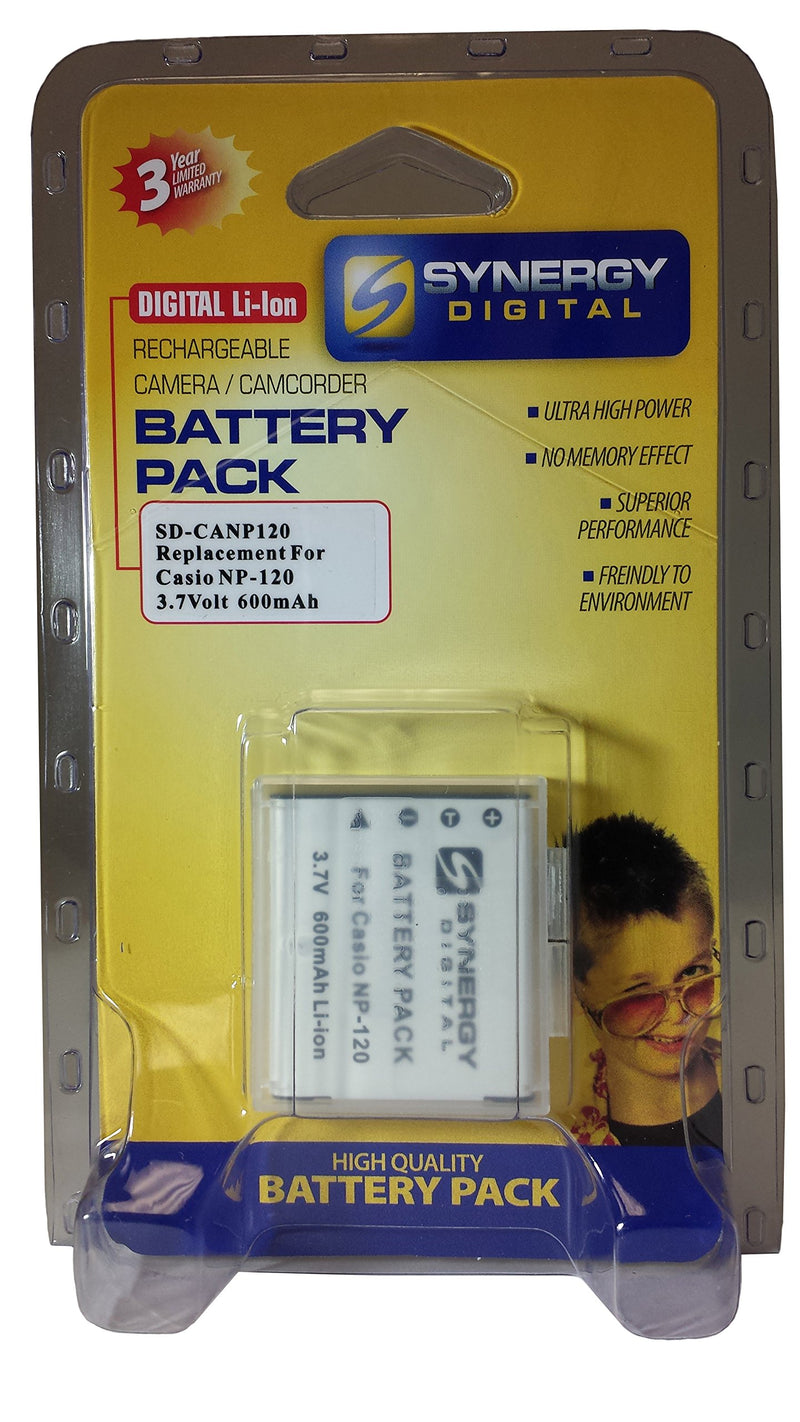 3 Year
LIMITED
WARRANTY
SYNERGY
DIGITAL
DIGITAL Li-Ion
RECHARGEABLE
CAMERA / CAMCORDER
BATTERY
PACK
SD-CANP120
Replacement For
Casio NP-120
3.7Volt 600mAh
■ ULTRA HIGH POWER
■ NO MEMORY EFFECT
■ SUPERIOR
PERFORMANCE
■ FREINDLY TO
ENVIRONMENT
+ T -
SYNERGY
DIGITAL
BATTERY PACK
For Casio NP-120
3.7V 600mAh Li-ion
HIGH QUALITY
BATTERY PACK